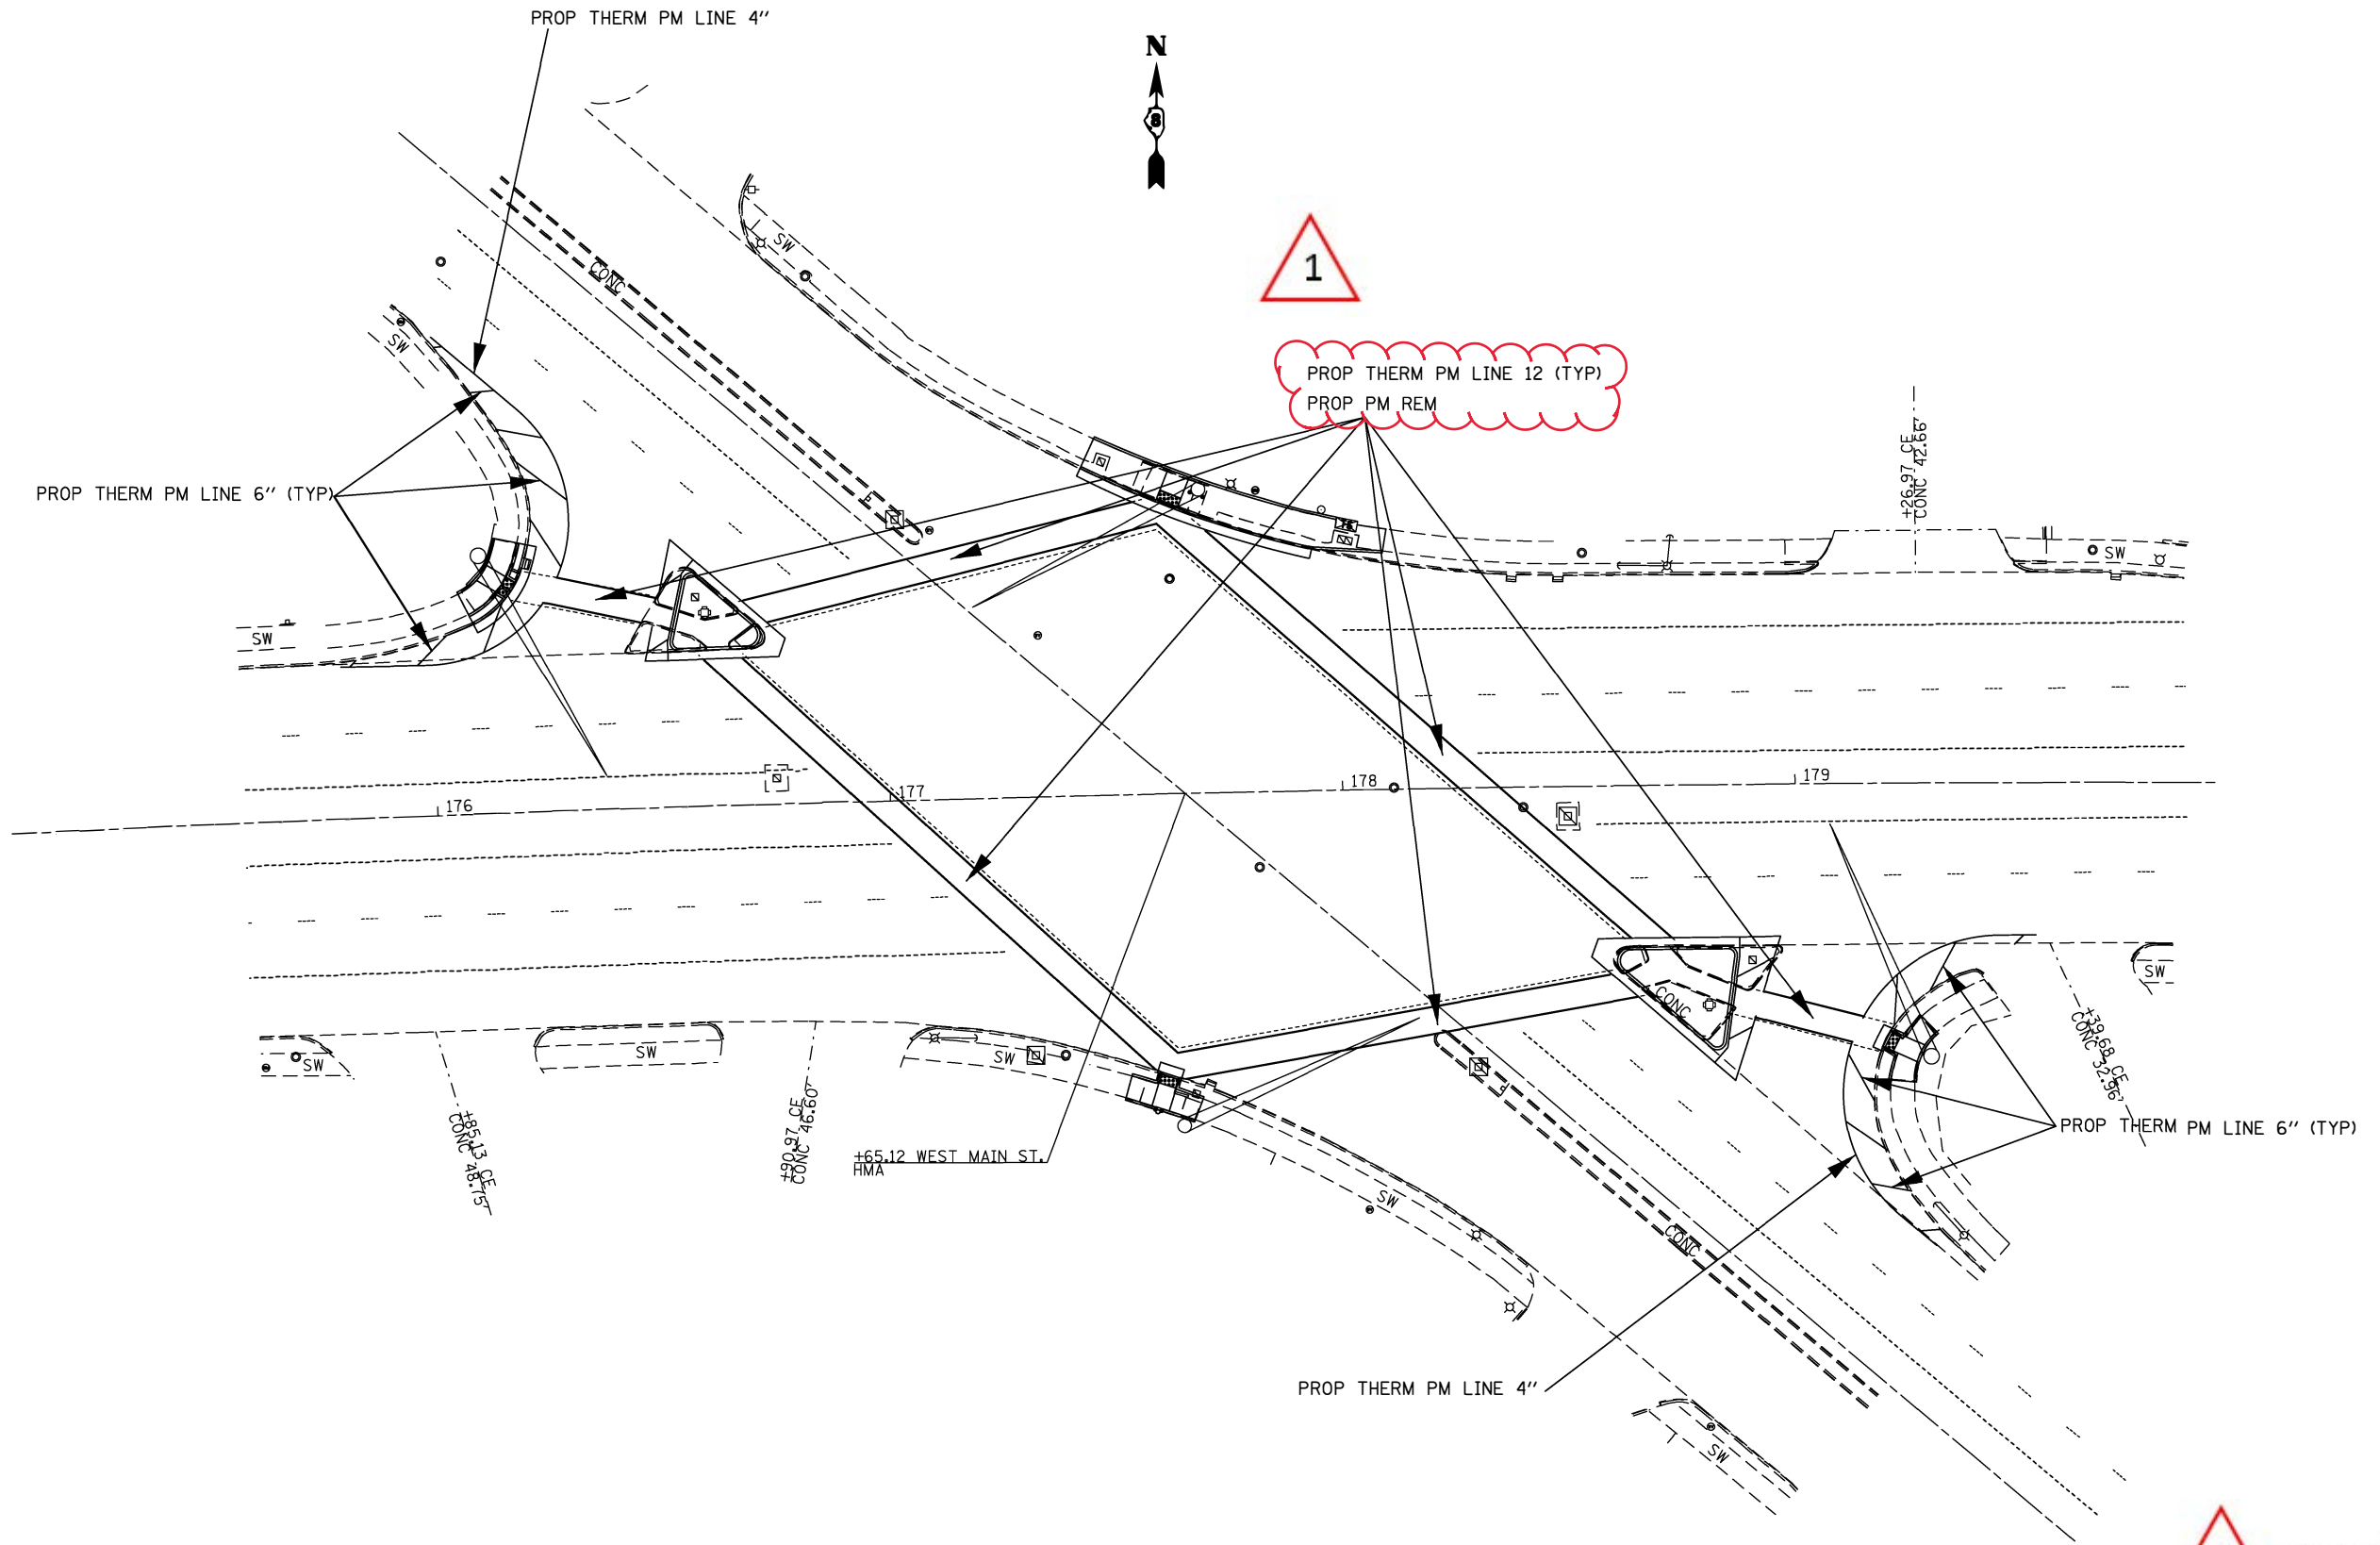 PROP THERM PM LINE 4"
N
8
1
SW
CONC
SW
PROP THERM PM LINE 12 (TYP)
PROP PM REM
+26.97 CE
CONC 42.66'
PROP THERM PM LINE 6" (TYP)
SW
SW
176
177
178
179
SW
CONC
SW
SW
SW
+39.68 CE
CONC 32.96'
+85.13 CE
CONC 48.75'
+90.97 CE
CONC 46.60'
+65.12 WEST MAIN ST.
HMA
PROP THERM PM LINE 6" (TYP)
SW
CONC
PROP THERM PM LINE 4"
SW